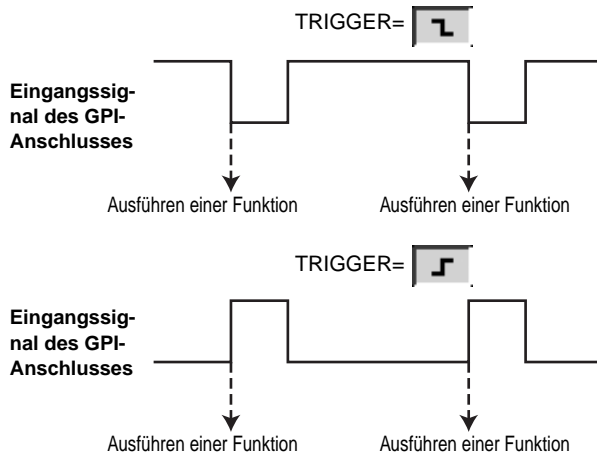 TRIGGER=
Eingangssig-
nal des GPI-
Anschlusses
Ausführen einer Funktion
Ausführen einer Funktion
TRIGGER=
Eingangssig-
nal des GPI-
Anschlusses
Ausführen einer Funktion
Ausführen einer Funktion